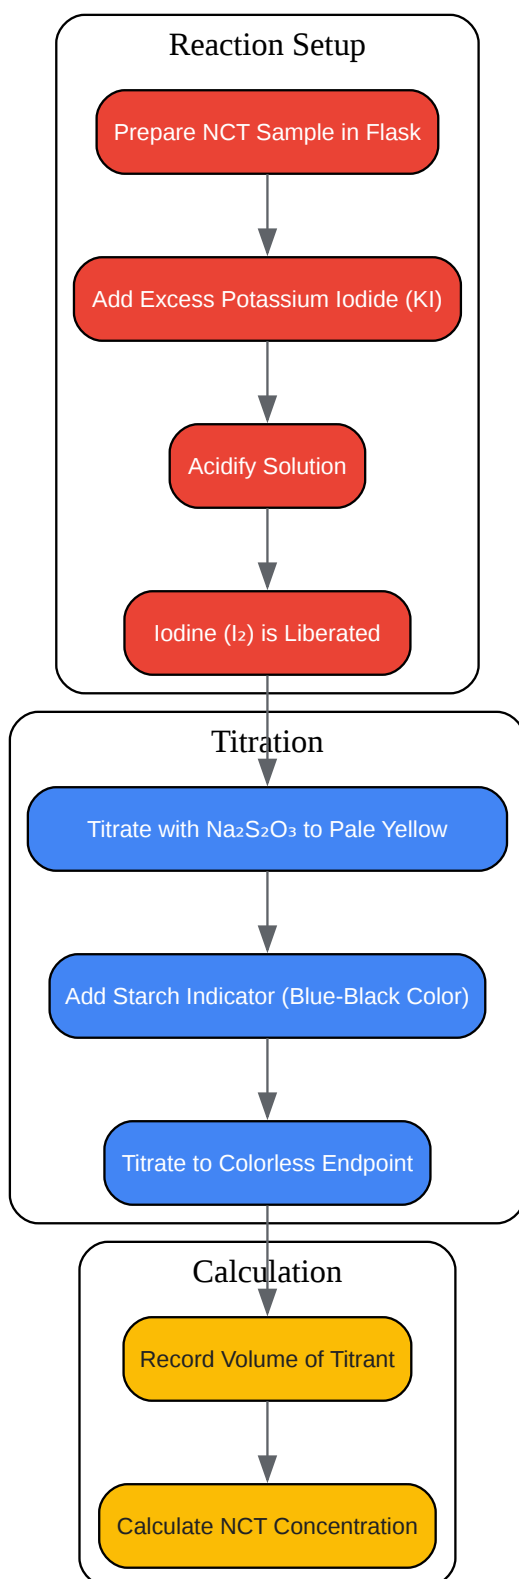 Reaction Setup
Prepare NCT Sample in Flask
Add Excess Potassium Iodide (KI)
Acidify Solution
Iodine (I₂) is Liberated
Titration
Titrate with Na₂S₂O₃ to Pale Yellow
Add Starch Indicator (Blue-Black Color)
Titrate to Colorless Endpoint
Calculation
Record Volume of Titrant
Calculate NCT Concentration